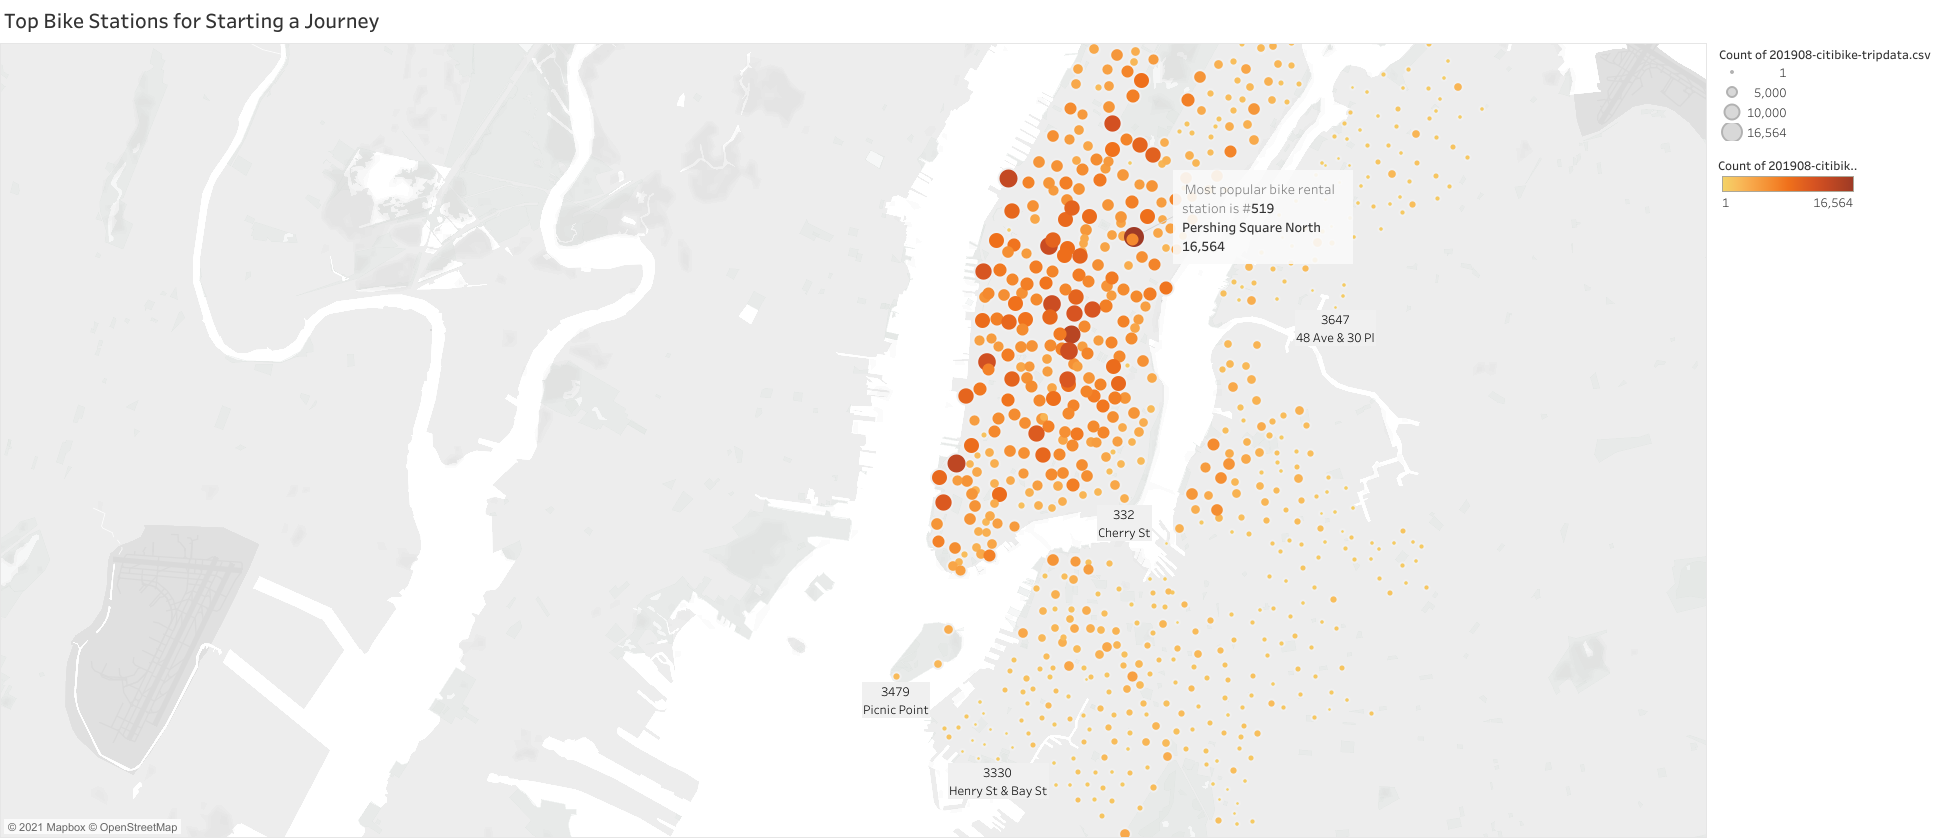 Top Bike Stations for Starting a Journey
Count of 201908-citibike-tripdata.csv
1
5,000
10,000
16,564
Count of 201908-citibik..
1 16,564
Most popular bike rental
station is #519
Pershing Square North
16,564
3647
48 Ave & 30 Pl
332
Cherry St
3479
Picnic Point
3330
Henry St & Bay St
© 2021 Mapbox © OpenStreetMap